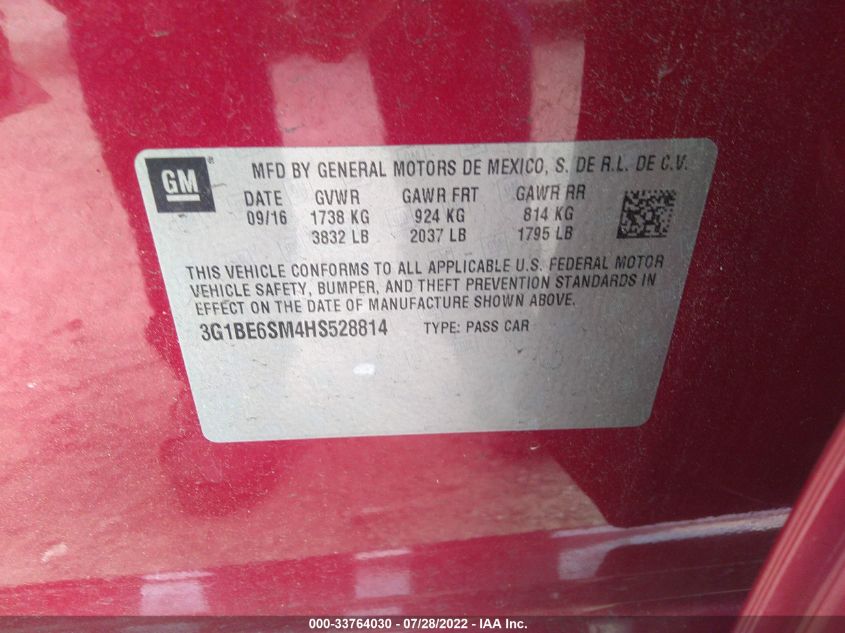 GM®
MFD BY GENERAL MOTORS DE MEXICO, S. DE R.L. DE C.V.
DATE GVWR GAWR FRT GAWR RR
09/16 1738 KG 924 KG 814 KG
3832 LB 2037 LB 1795 LB
THIS VEHICLE CONFORMS TO ALL APPLICABLE U.S. FEDERAL MOTOR
VEHICLE SAFETY, BUMPER, AND THEFT PREVENTION STANDARDS IN
EFFECT ON THE DATE OF MANUFACTURE SHOWN ABOVE.
3G1BE6SM4HS528814 TYPE: PASS CAR
000-33764030 - 07/28/2022 - IAA Inc.